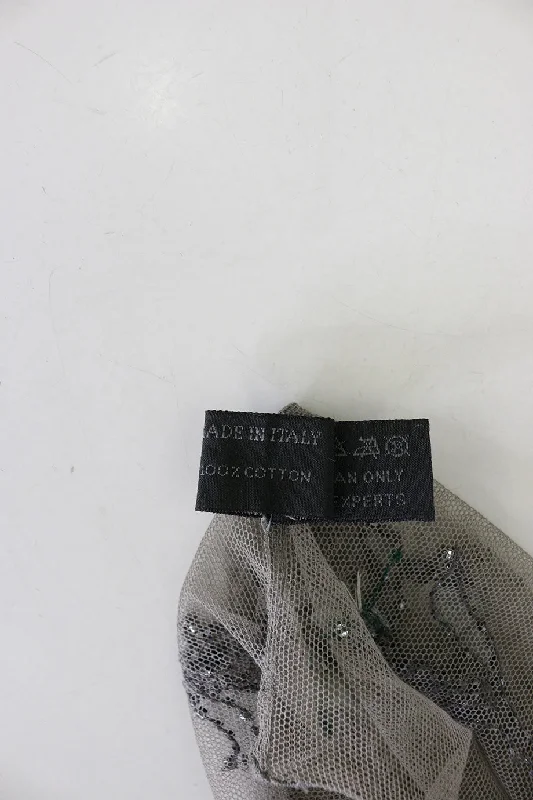 ADE IN ITALY
100% COTTON
AN ONLY
EXPERTS